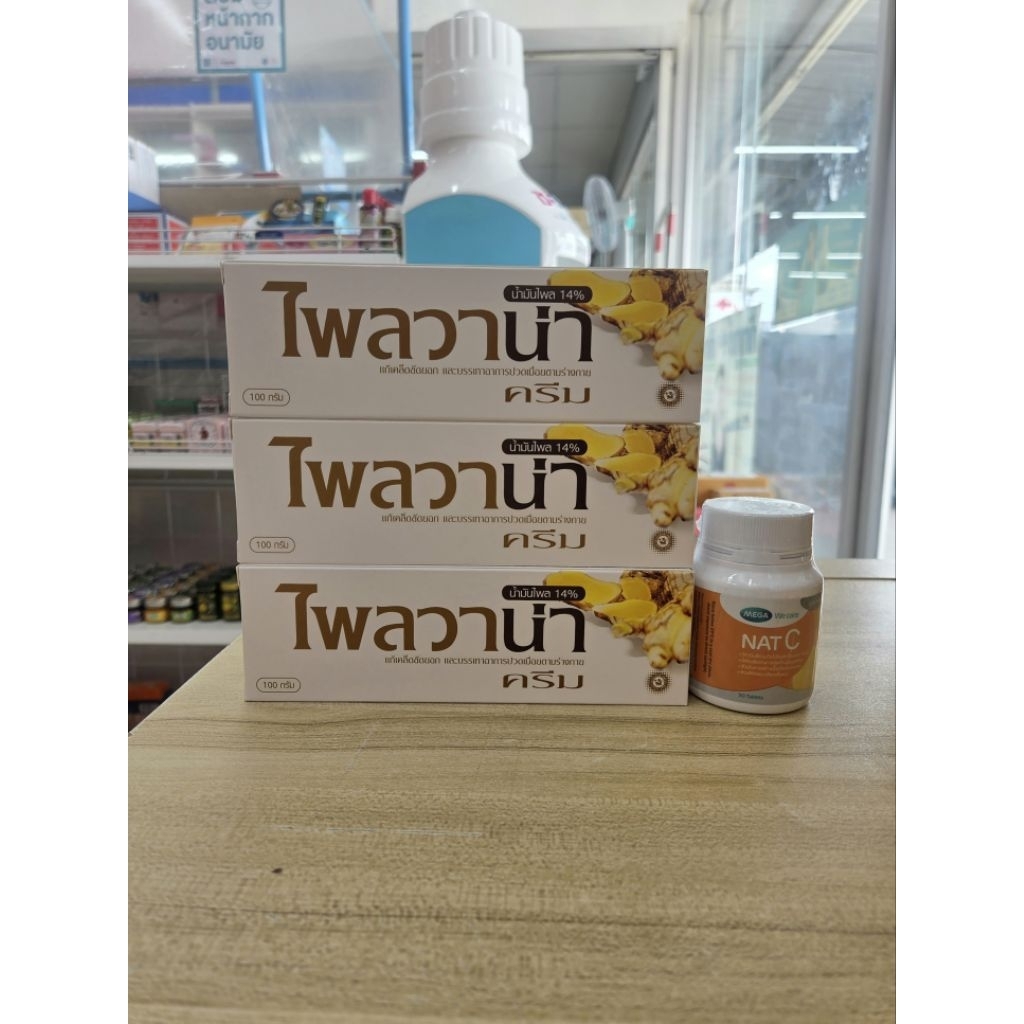 หน้ากาก
อนามัย
น้ำมันไพล 14%
ไพลวาน่า
แก้เคล็ดขัดยอก และบรรเทาอาการปวดเมื่อยตามร่างกาย
100 กรัม
ครีม
น้ำมันไพล 14%
ไพลวาน่า
แก้เคล็ดขัดยอก และบรรเทาอาการปวดเมื่อยตามร่างกาย
100 กรัม
ครีม
น้ำมันไพล 14%
ไพลวาน่า
แก้เคล็ดขัดยอก และบรรเทาอาการปวดเมื่อยตามร่างกาย
100 กรัม
ครีม
MEGA We care
NAT C
30 Tablets